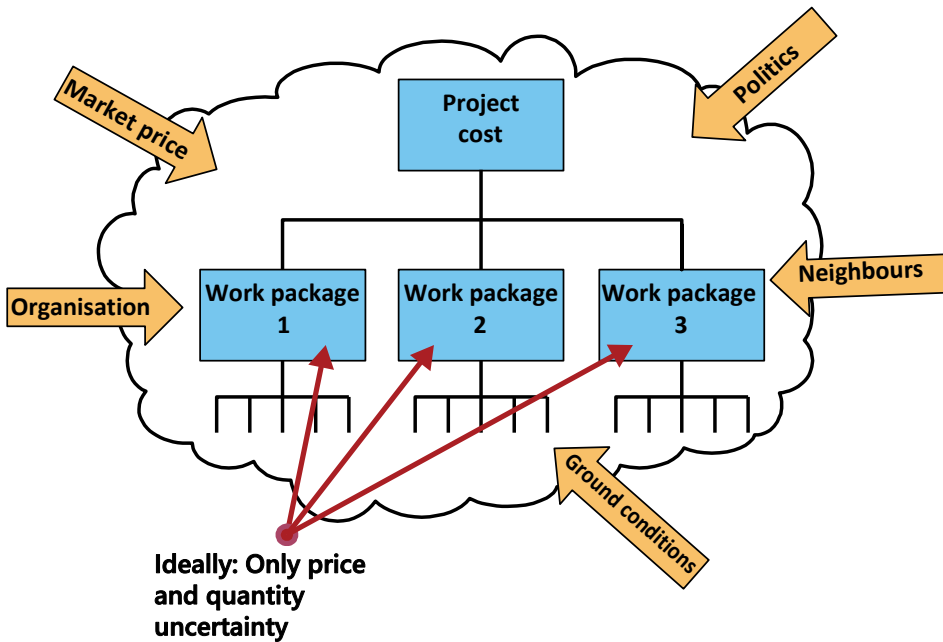 Market price
Project
cost
Politics
Organisation
Work package
1
Work package
2
Work package
3
Neighbours
Ground conditions
Ideally: Only price
and quantity
uncertainty